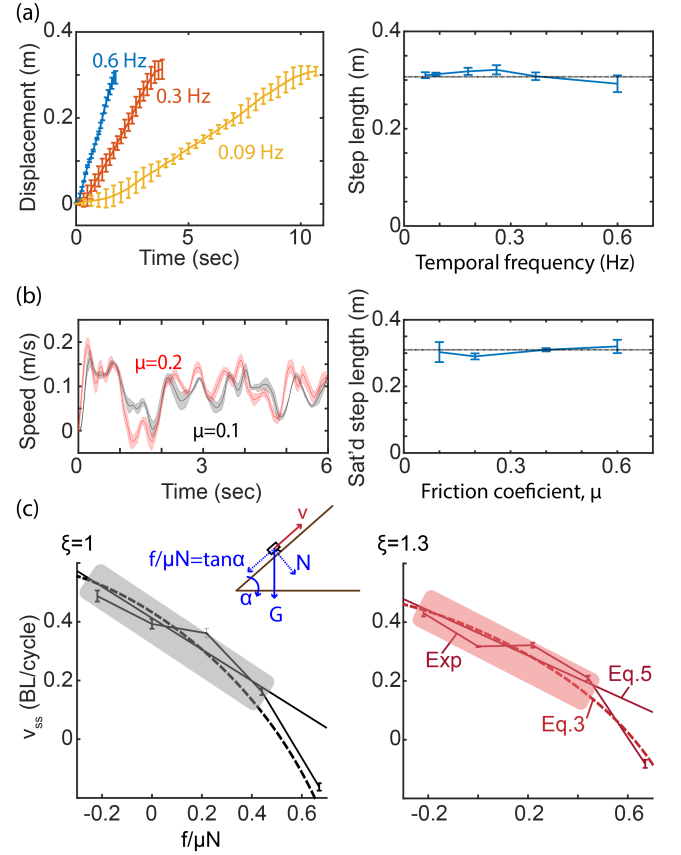 (a)
Displacement (m)
0.4
0.2
0
0.6 Hz
0.3 Hz
0.09 Hz
0 5 10
Time (sec)
Step length (m)
0.4
0.2
0
0 0.3 0.6
Temporal frequency (Hz)
(b)
Speed (m/s)
0.2
0.1
0
μ=0.2
μ=0.1
0 3 6
Time (sec)
Sat'd step length (m)
0.4
0.2
0
0 0.3 0.6
Friction coeficient, μ
(c)
ξ=1
v
f/μN=tanα
N
α
G
v_ss (BL/cycle)
0.4
0.2
0
-0.2 0 0.2 0.4 0.6
f/μN
ξ=1.3
Exp
Eq.5
Eq.3
-0.2 0.2 0.6